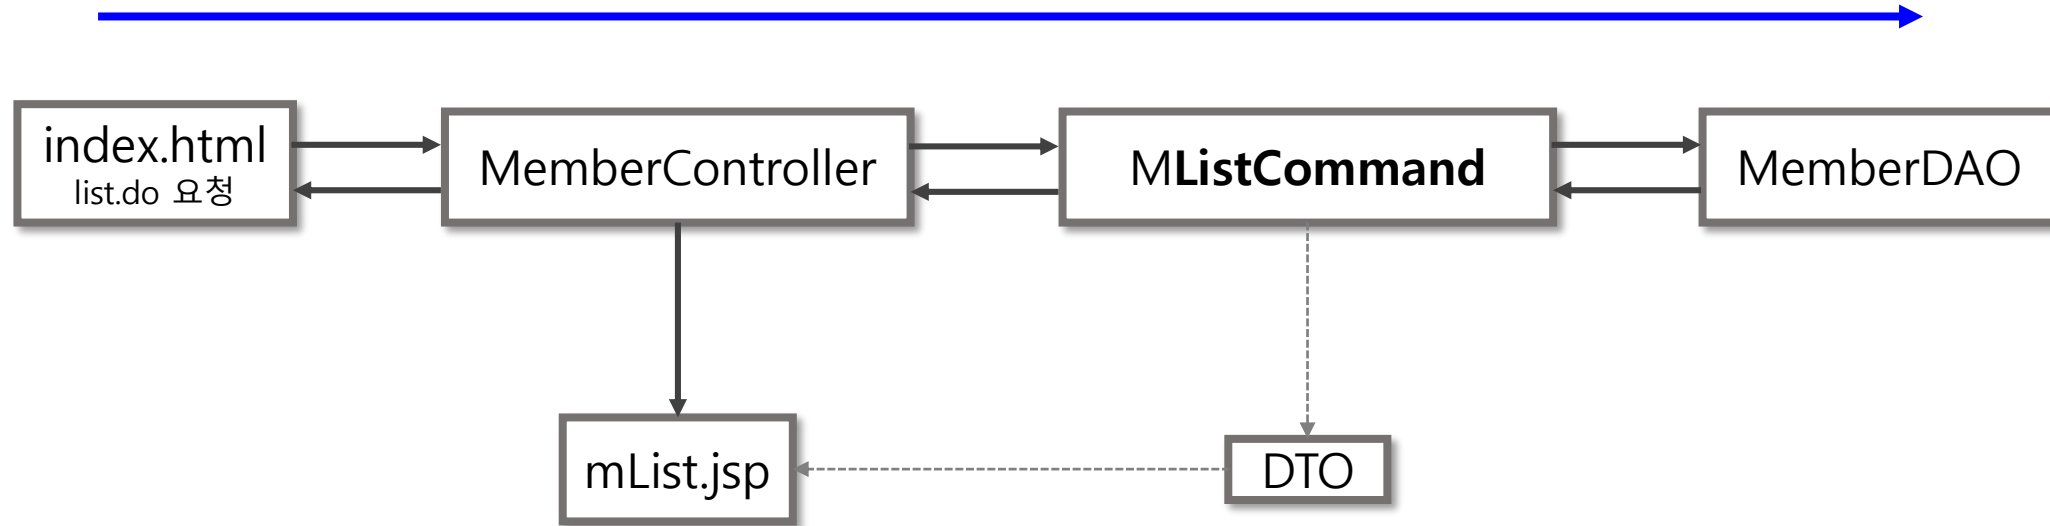 index.html
list.do 요청
MemberController
MListCommand
MemberDAO
mList.jsp
DTO